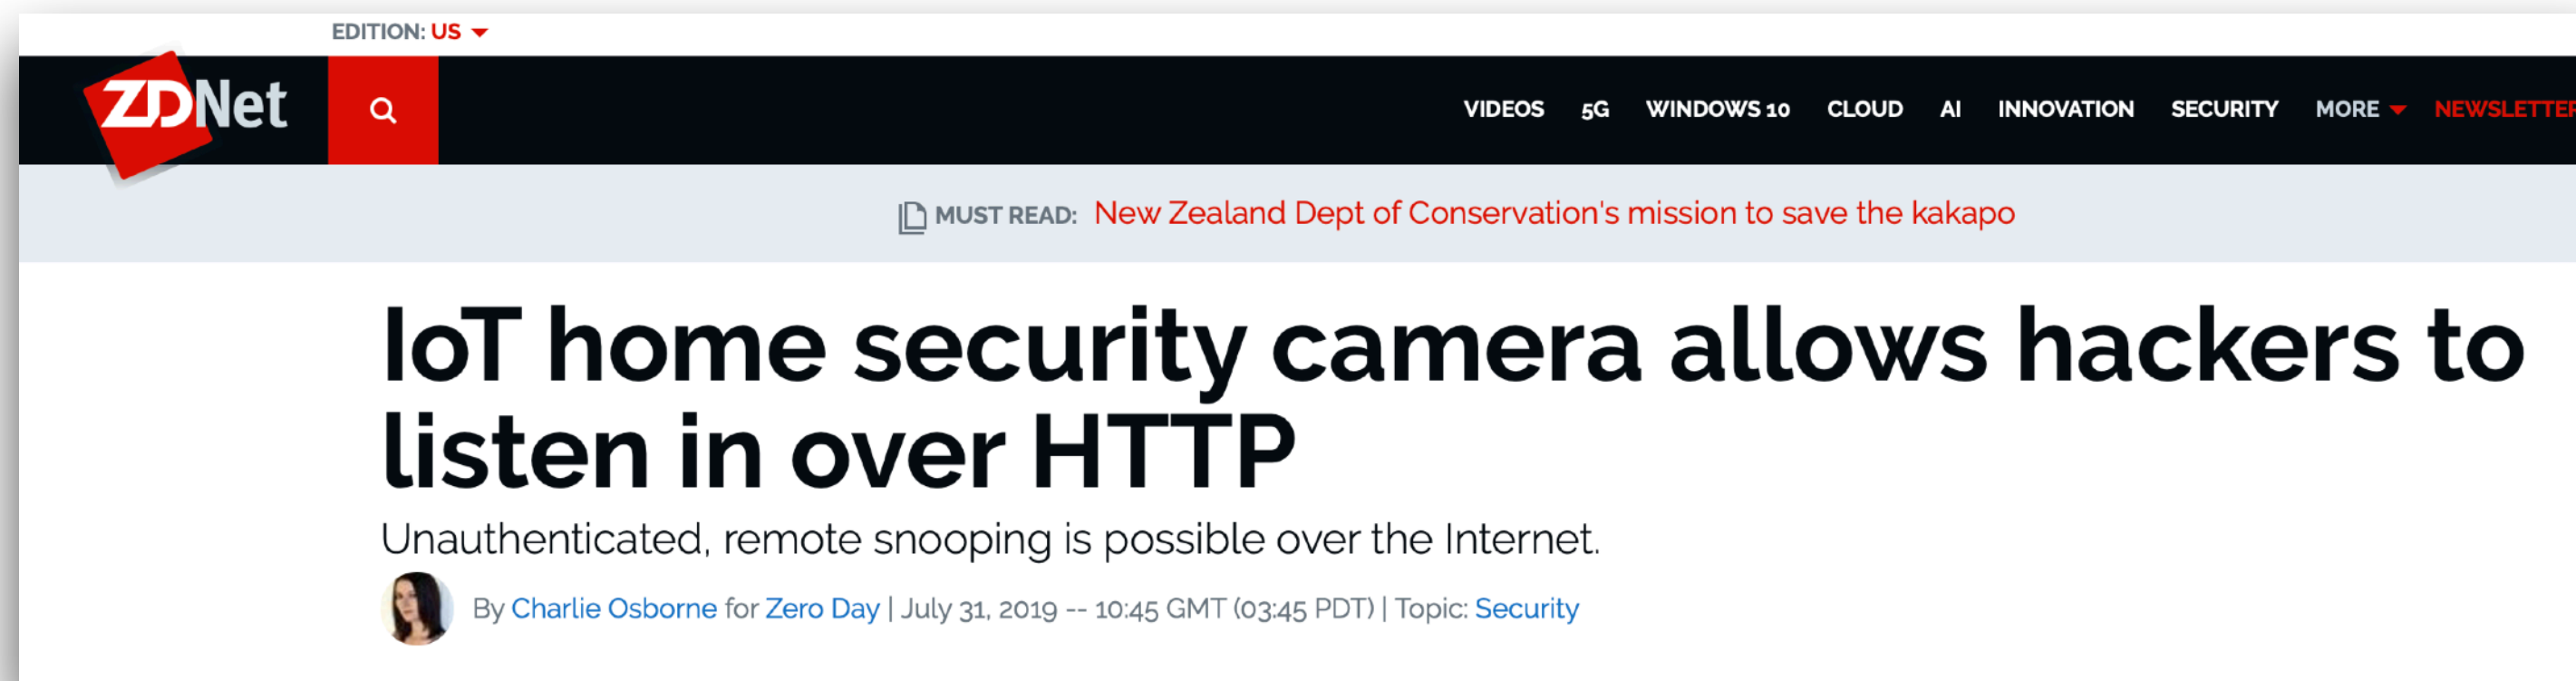 EDITION: US
ZDNet
VIDEOS 5G WINDOWS 10 CLOUD AI INNOVATION SECURITY MORE NEWSLETTER
MUST READ: New Zealand Dept of Conservation's mission to save the kakapo
IoT home security camera allows hackers to
listen in over HTTP
Unauthenticated, remote snooping is possible over the Internet.
By Charlie Osborne for Zero Day | July 31, 2019 -- 10:45 GMT (03:45 PDT) | Topic: Security